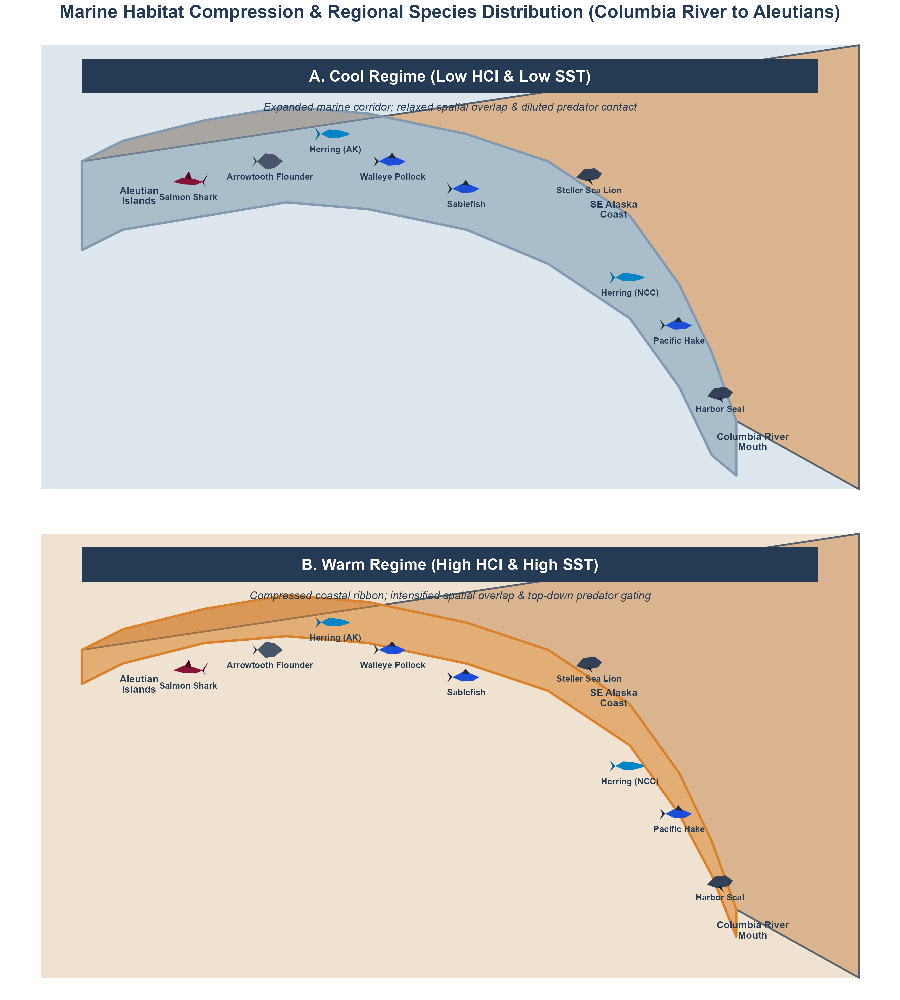 Marine Habitat Compression & Regional Species Distribution (Columbia River to Aleutians)
A. Cool Regime (Low HCI & Low SST)
Expanded marine corridor; relaxed spatial overlap & diluted predator contact
Herring (AK)
Arrowtooth Flounder
Walleye Pollock
Aleutian
Islands
Salmon Shark
Sablefish
Steller Sea Lion
SE Alaska
Coast
Herring (NCC)
Pacific Hake
Harbor Seal
Columbia River
Mouth
B. Warm Regime (High HCI & High SST)
Compressed coastal ribbon; intensified spatial overlap & top-down predator gating
Herring (AK)
Arrowtooth Flounder
Walleye Pollock
Aleutian
Islands
Salmon Shark
Sablefish
Steller Sea Lion
SE Alaska
Coast
Herring (NCC)
Pacific Hake
Harbor Seal
Columbia River
Mouth